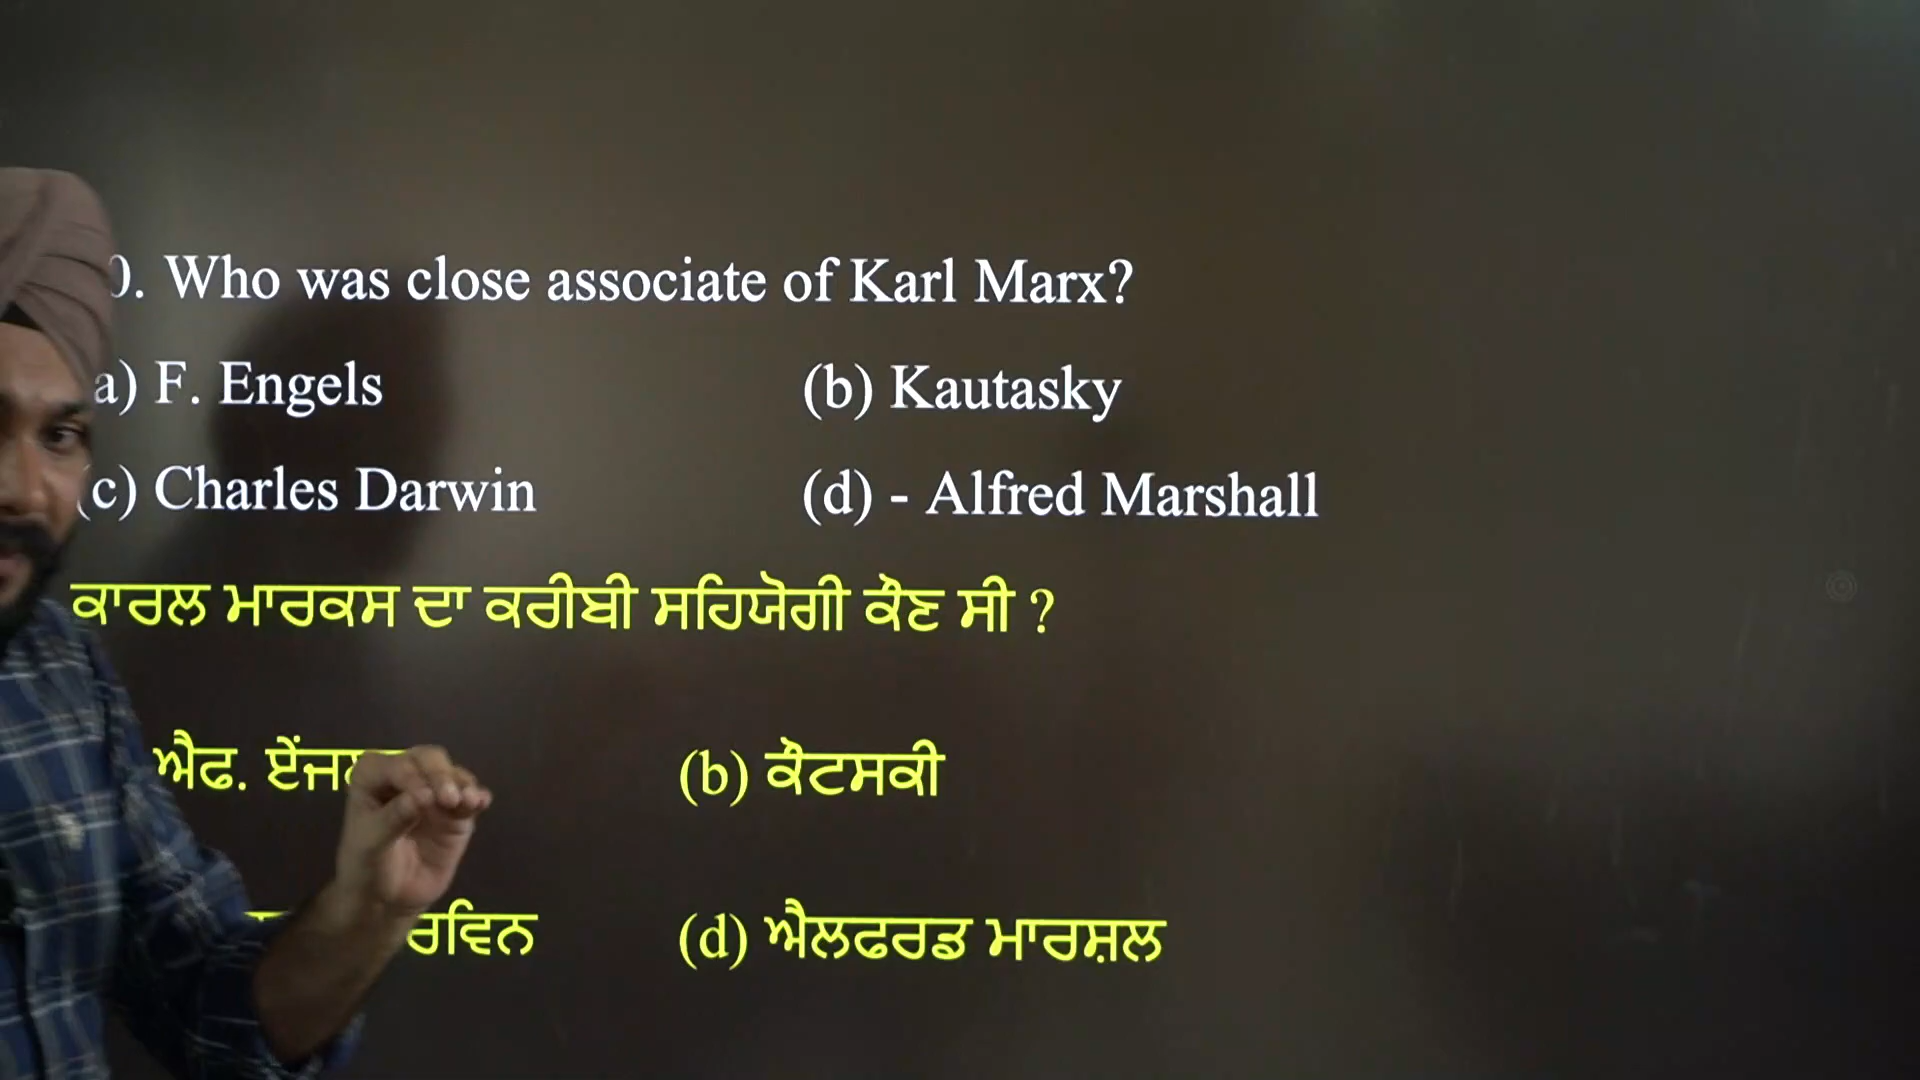 0. Who was close associate of Karl Marx?
a) F. Engels (b) Kautasky
(c) Charles Darwin (d) - Alfred Marshall
ਕਾਰਲ ਮਾਰਕਸ ਦਾ ਕਰੀਬੀ ਸਹਿਯੋਗੀ ਕੌਣ ਸੀ ?
ਐਫ. (b) ਕੌਟਸਕੀ
(d) ਐਲਫਰਡ ਮਾਰਸ਼ਲ